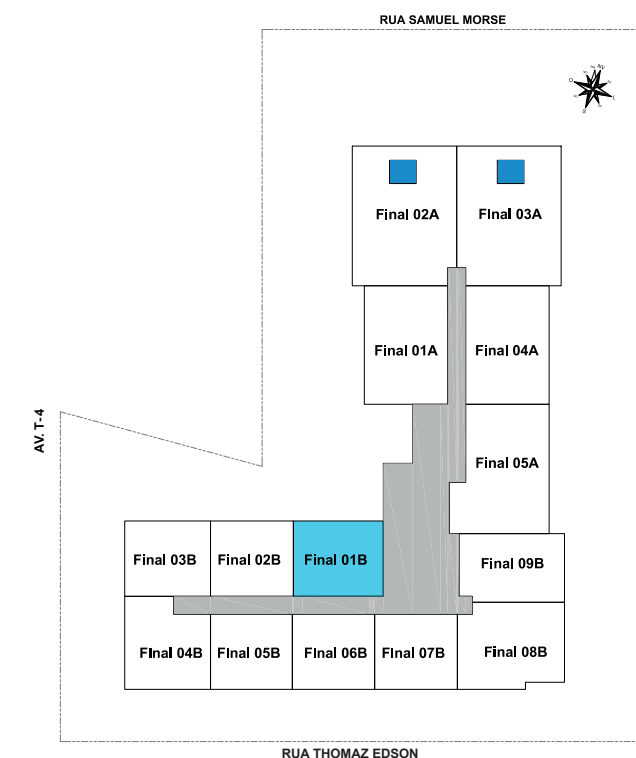 RUA SAMUEL MORSE
NV
O
L
S
Final 02A
FInal 03A
Final 01A
Final 04A
AV. T-4
Final 05A
Final 03B
Final 02B
Final 01B
Final 09B
FInal 04B
FInal 05B
FInal 06B
FInal 07B
Final 08B
RUA THOMAZ EDSON